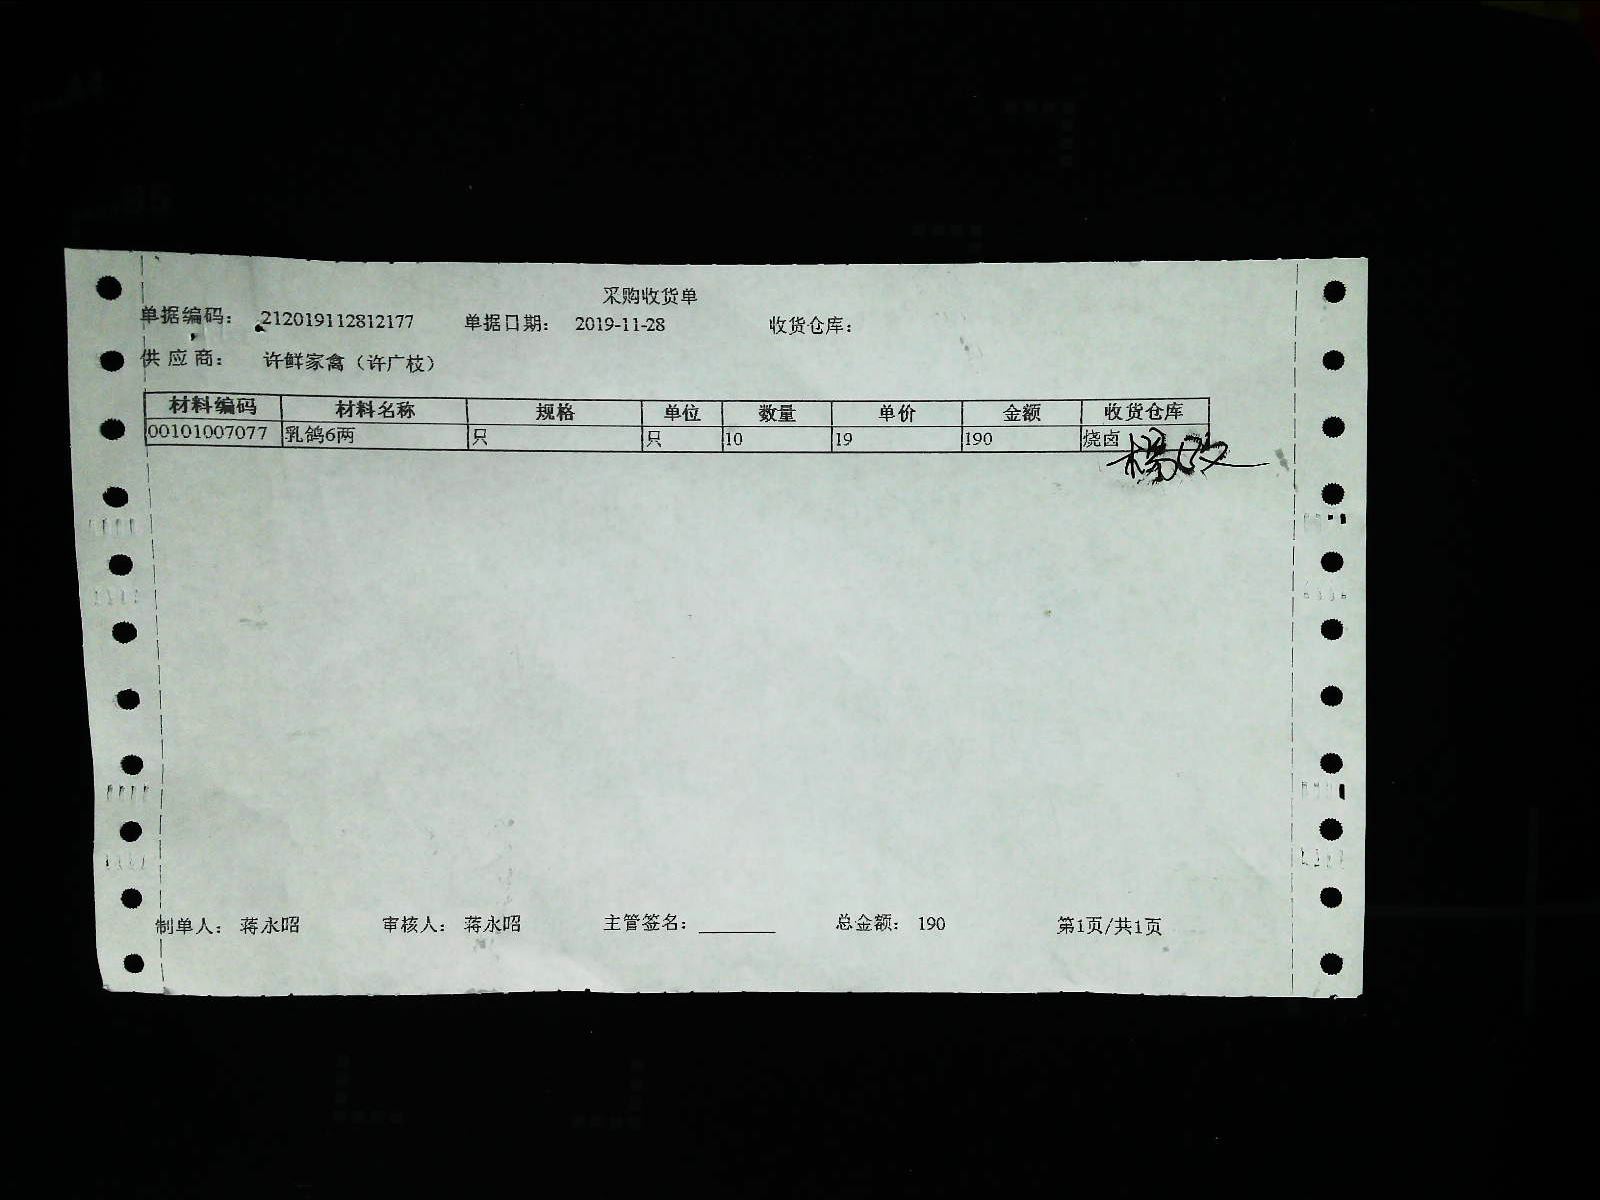 采购收货单
单据编码： 212019112812177 单据日期： 2019-11-28 收货仓库：
供应商： 许鲜家禽（许广枝）
材料编码 材料名称 规格 单位 数量 单价 金额 收货仓库
00101007077 乳鸽6两 只 只 10 19 190 烧卤
制单人： 蒋永昭 审核人： 蒋永昭 主管签名： 总金额： 190 第1页/共1页